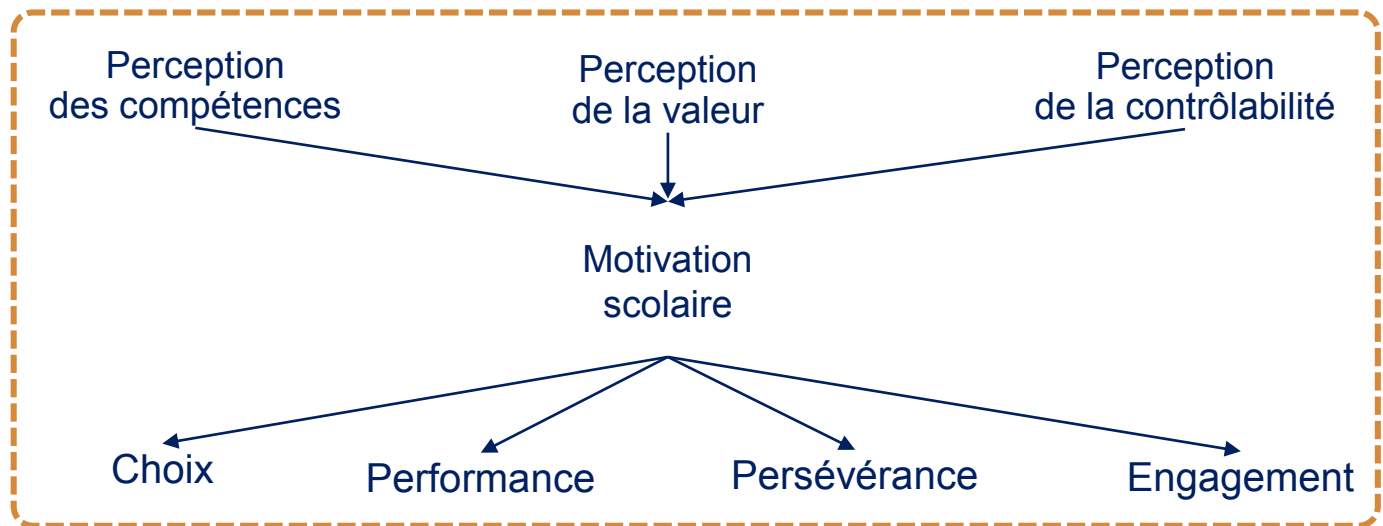 Perception
des compétences
Perception
de la valeur
Perception
de la contrôlabilité
Motivation
scolaire
Choix
Performance
Persévérance
Engagement